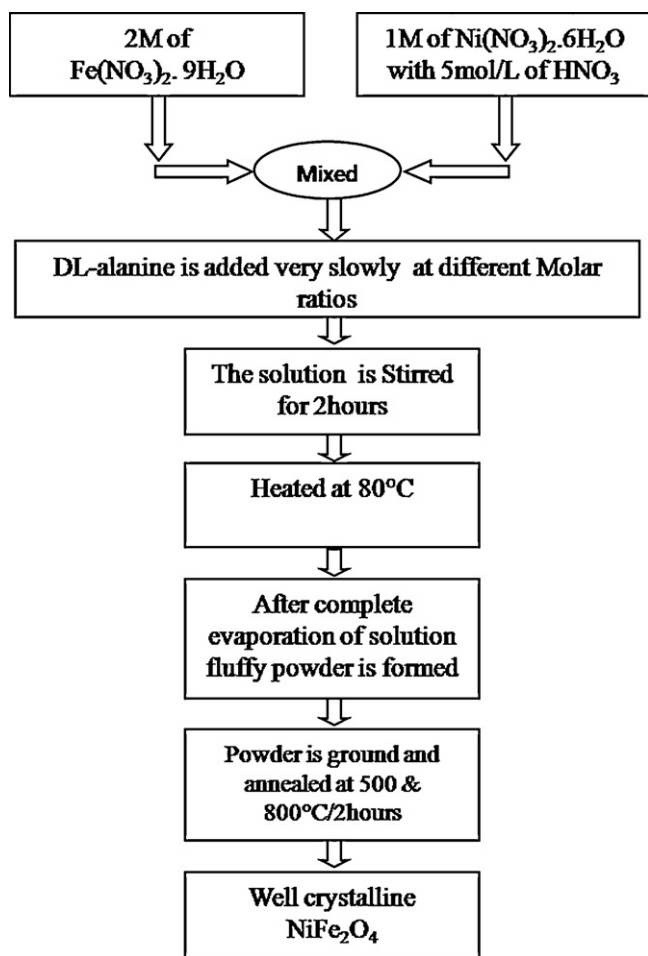 2M of
Fe(NO₃)₂. 9H₂O
1M of Ni(NO₃)₂.6H₂O
with 5mol/L of HNO₃
Mixed
DL-alanine is added very slowly at different Molar
ratios
The solution is Stirred
for 2hours
Heated at 80°C
After complete
evaporation of solution
fluffy powder is formed
Powder is ground and
annealed at 500 &
800°C/2hours
Well crystalline
NiFe₂O₄